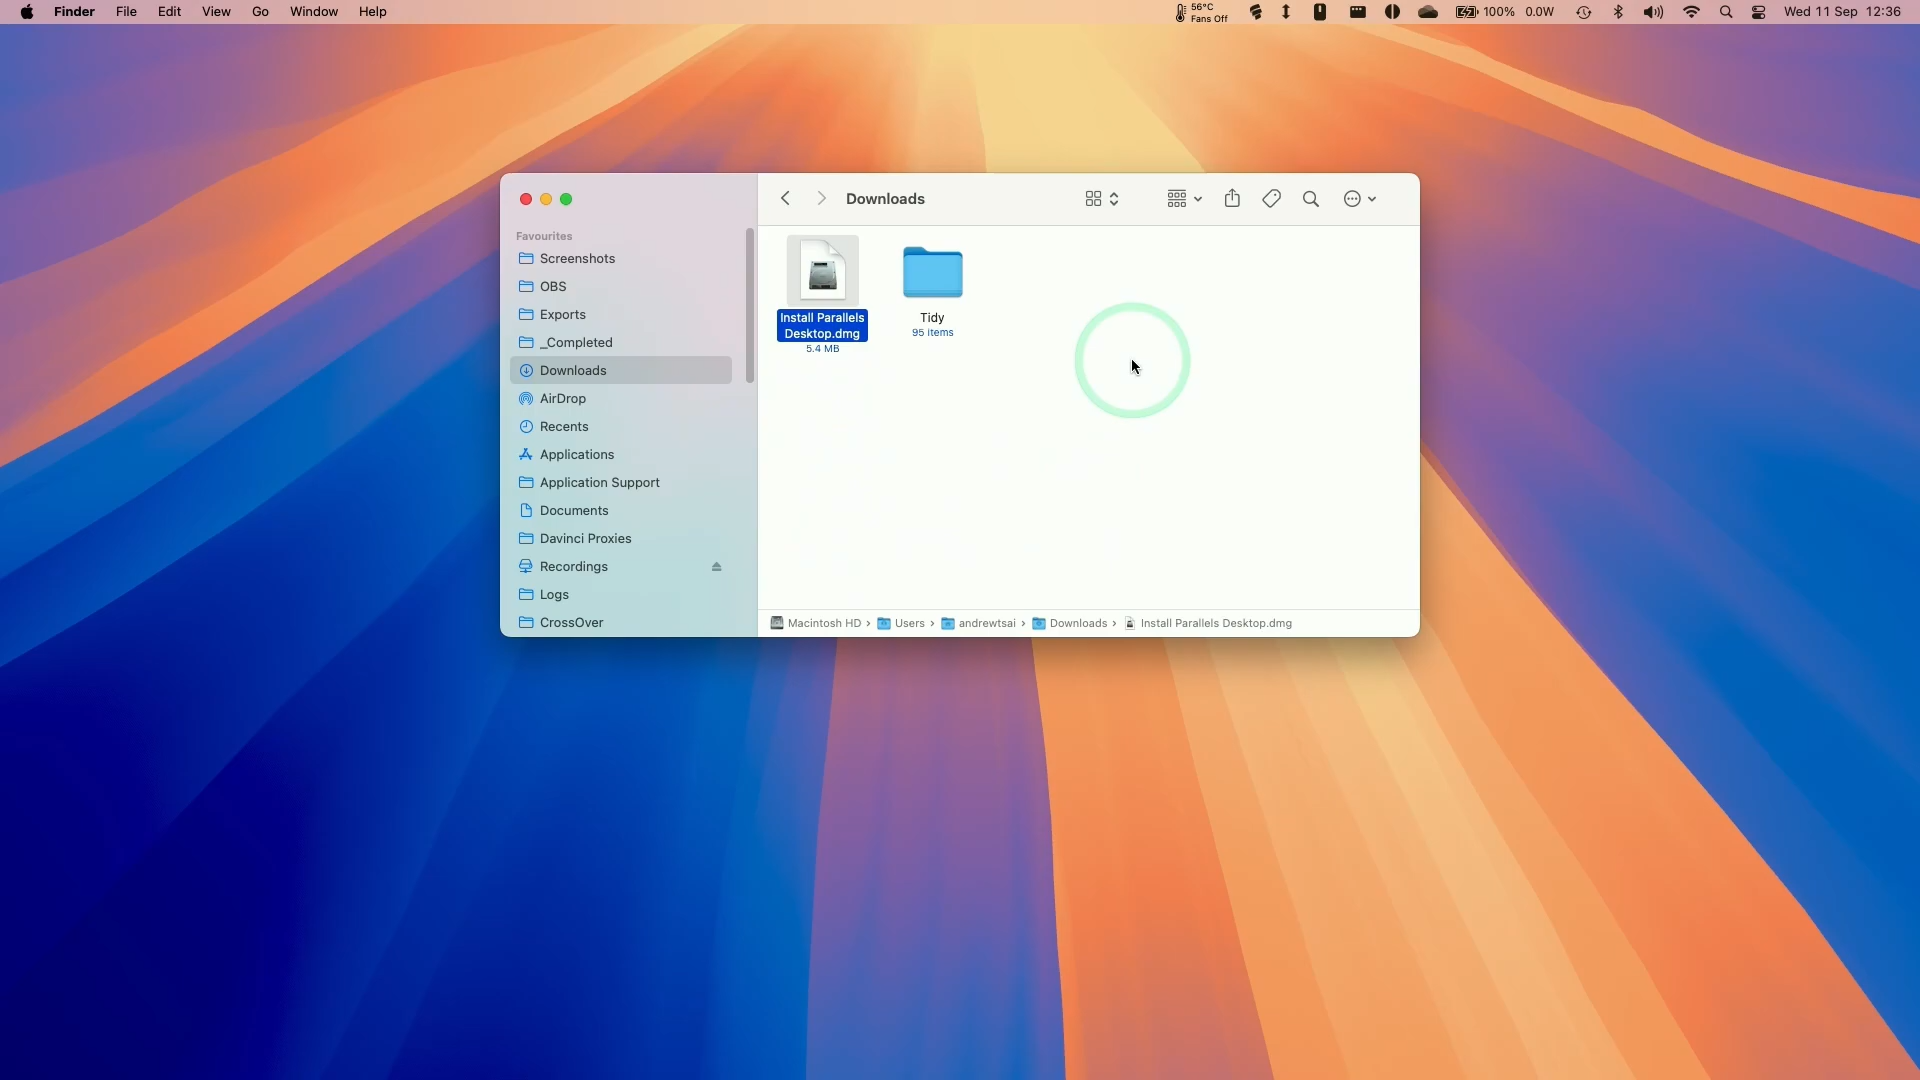 Finder File Edit View Go Window Help 56°C Fans Off 100% 0.0W Wed 11 Sep 12:36
Downloads
Favourites
Screenshots
OBS
Exports
_Completed
Downloads
AirDrop
Recents
Applications
Application Support
Documents
Davinci Proxies
Recordings
Logs
CrossOver
Install Parallels
Desktop.dmg
5.4 MB
Tidy
95 items
Macintosh HD › Users › andrewtsai › Downloads › Install Parallels Desktop.dmg